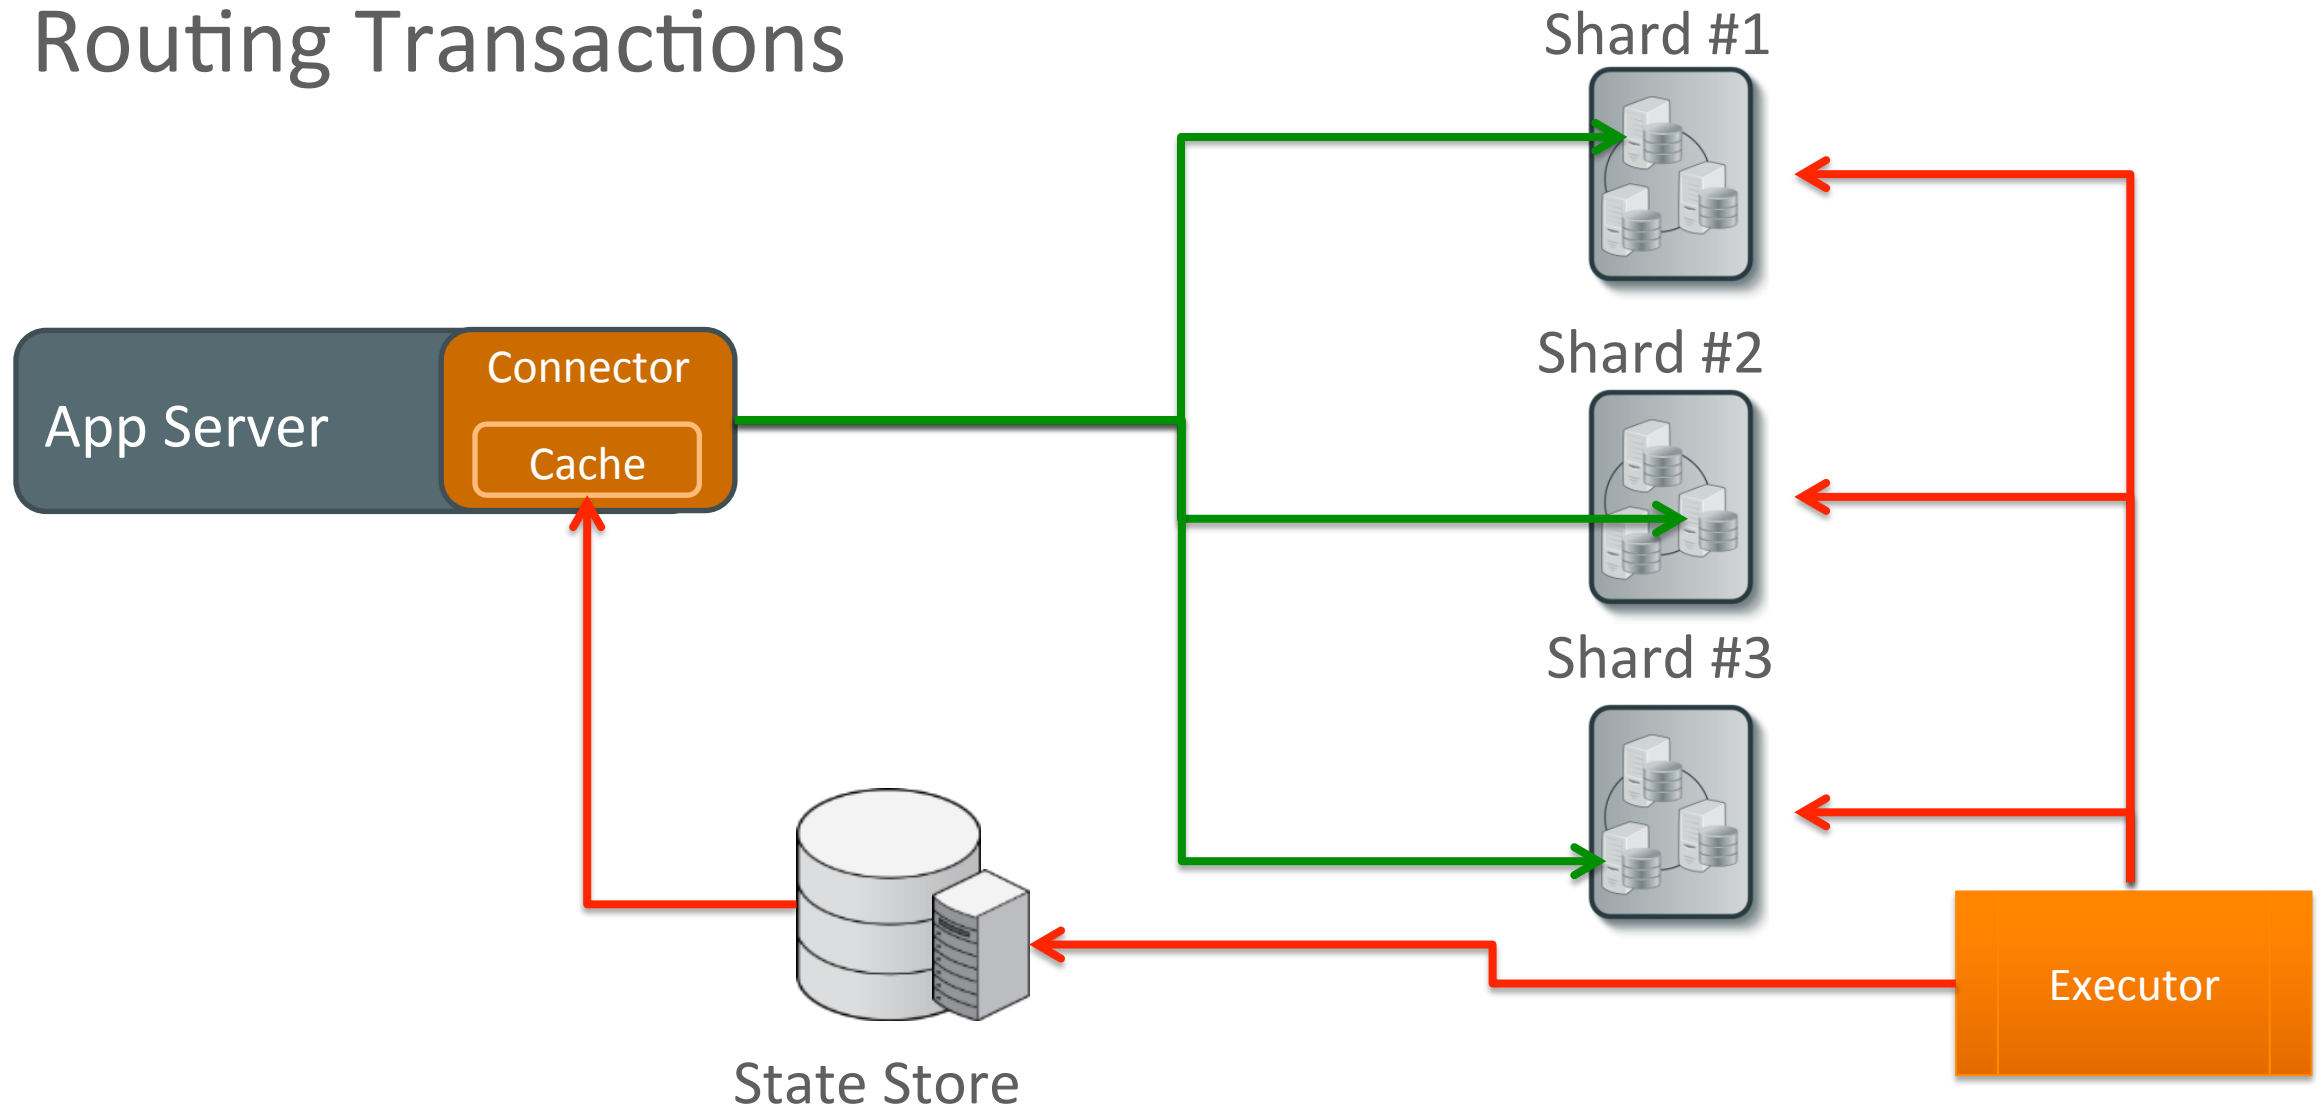 Routing Transactions
Shard #1
Shard #2
Connector
App Server
Cache
Shard #3
Executor
State Store